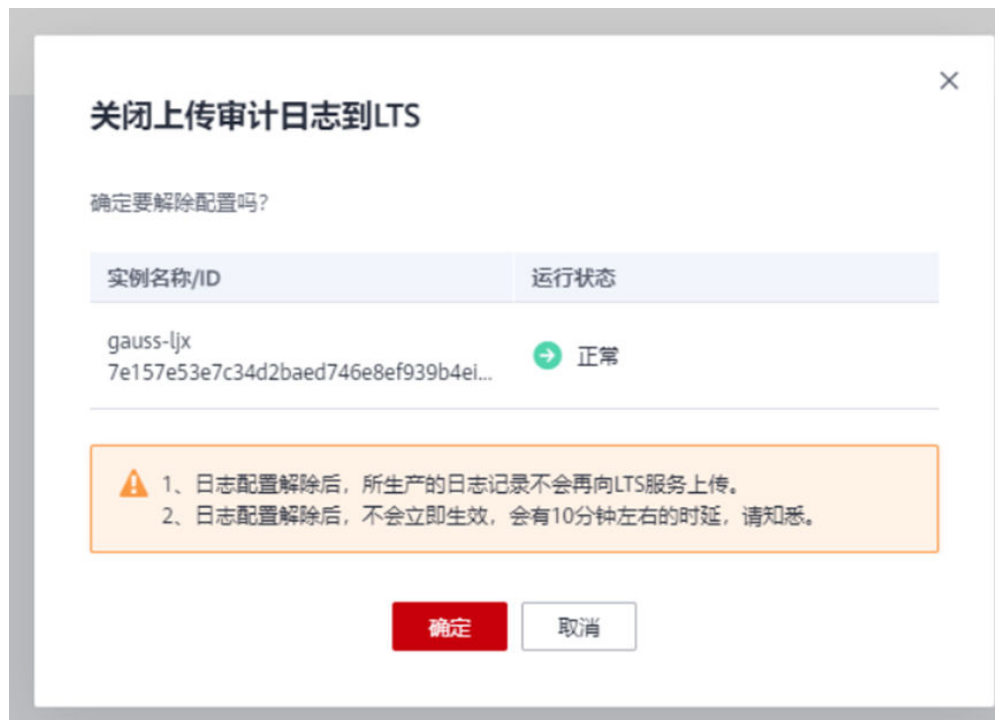 关闭上传审计日志到LTS
确定要解除配置吗?
实例名称/ID 运行状态
gauss-ljx
7e157e53e7c34d2baed746e8ef939b4ei...
正常
1、日志配置解除后，所生产的日志记录不会再向LTS服务上传。
2、日志配置解除后，不会立即生效，会有10分钟左右的时延，请知悉。
确定 取消